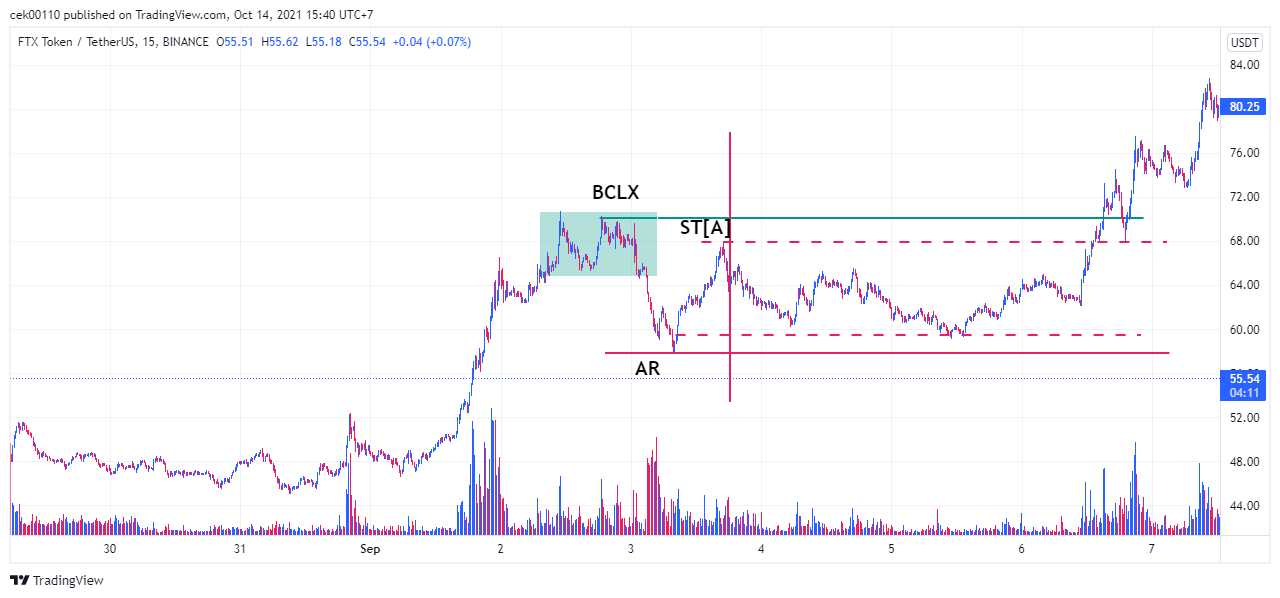 cek00110 published on TradingView.com, Oct 14, 2021 15:40 UTC+7
FTX Token / TetherUS, 15, BINANCE O55.51 H55.62 L55.18 C55.54 +0.04 (+0.07%)
USDT
84.00
80.25
76.00
BCLX
72.00
ST[A]
68.00
64.00
60.00
AR
55.54
04:11
52.00
48.00
44.00
30 31 Sep 2 3 4 5 6 7
TradingView